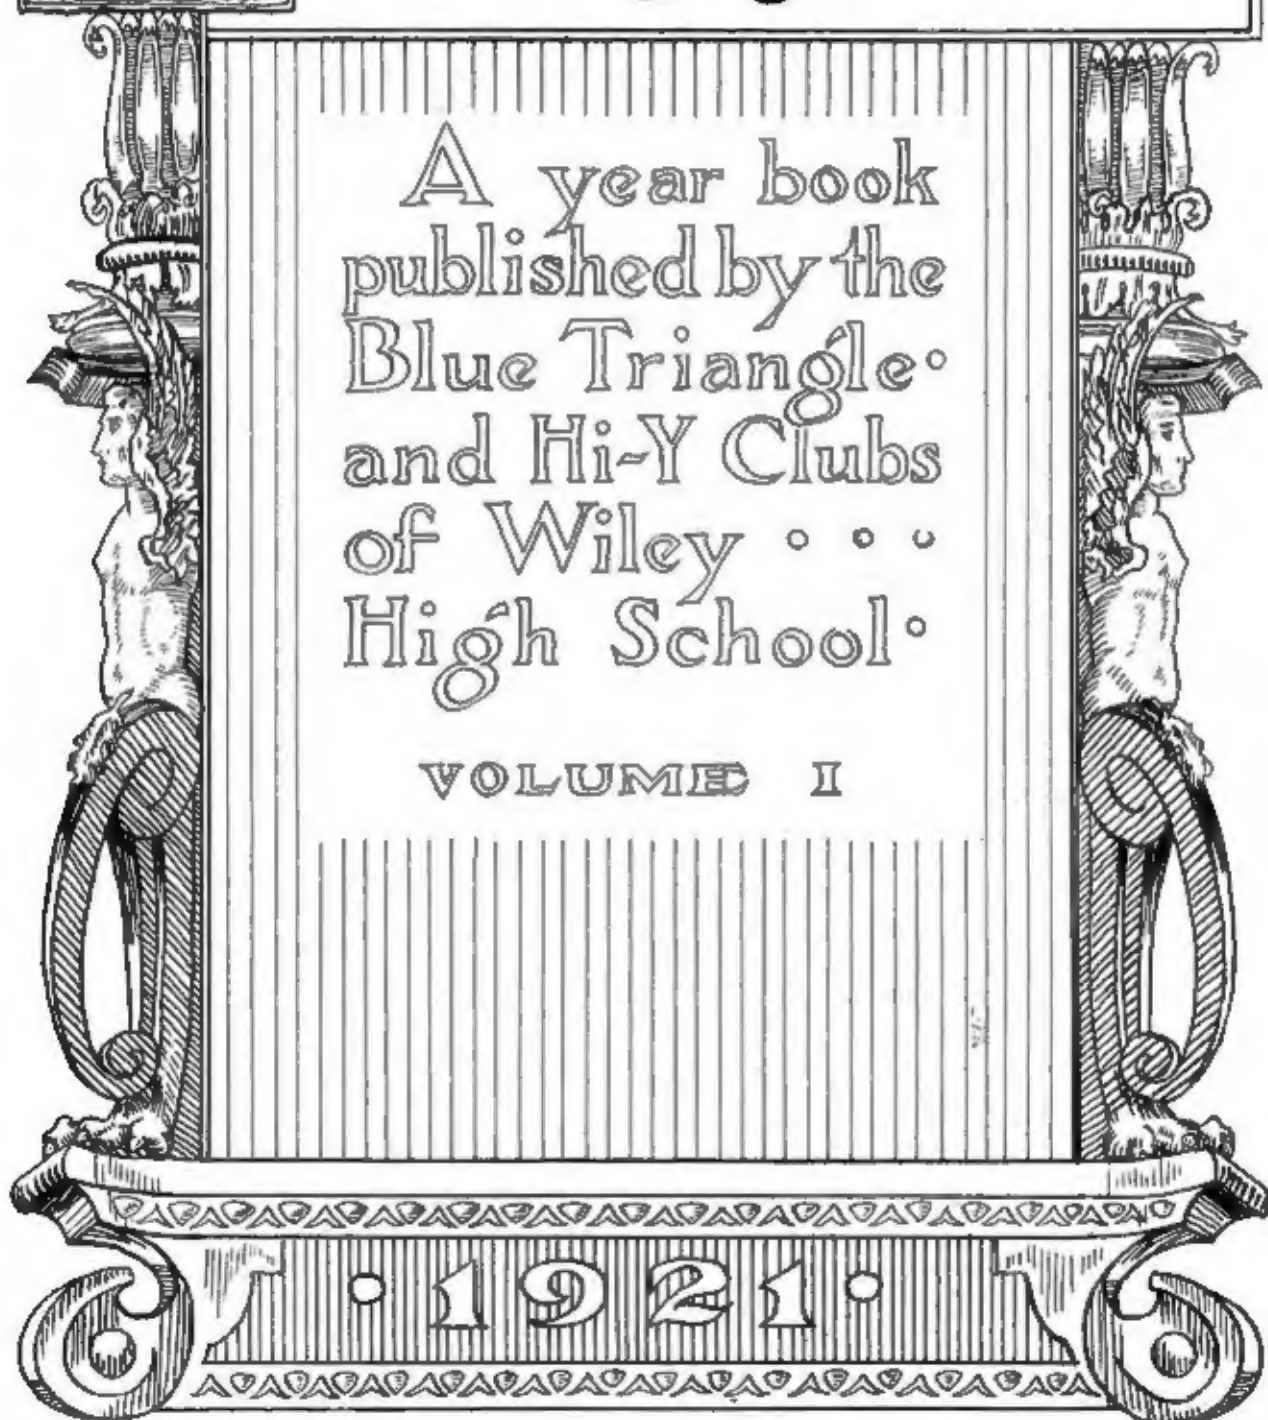 A year book
published by the
Blue Triangle
and Hi-Y Clubs
of Wiley
High School
VOLUME I
1921